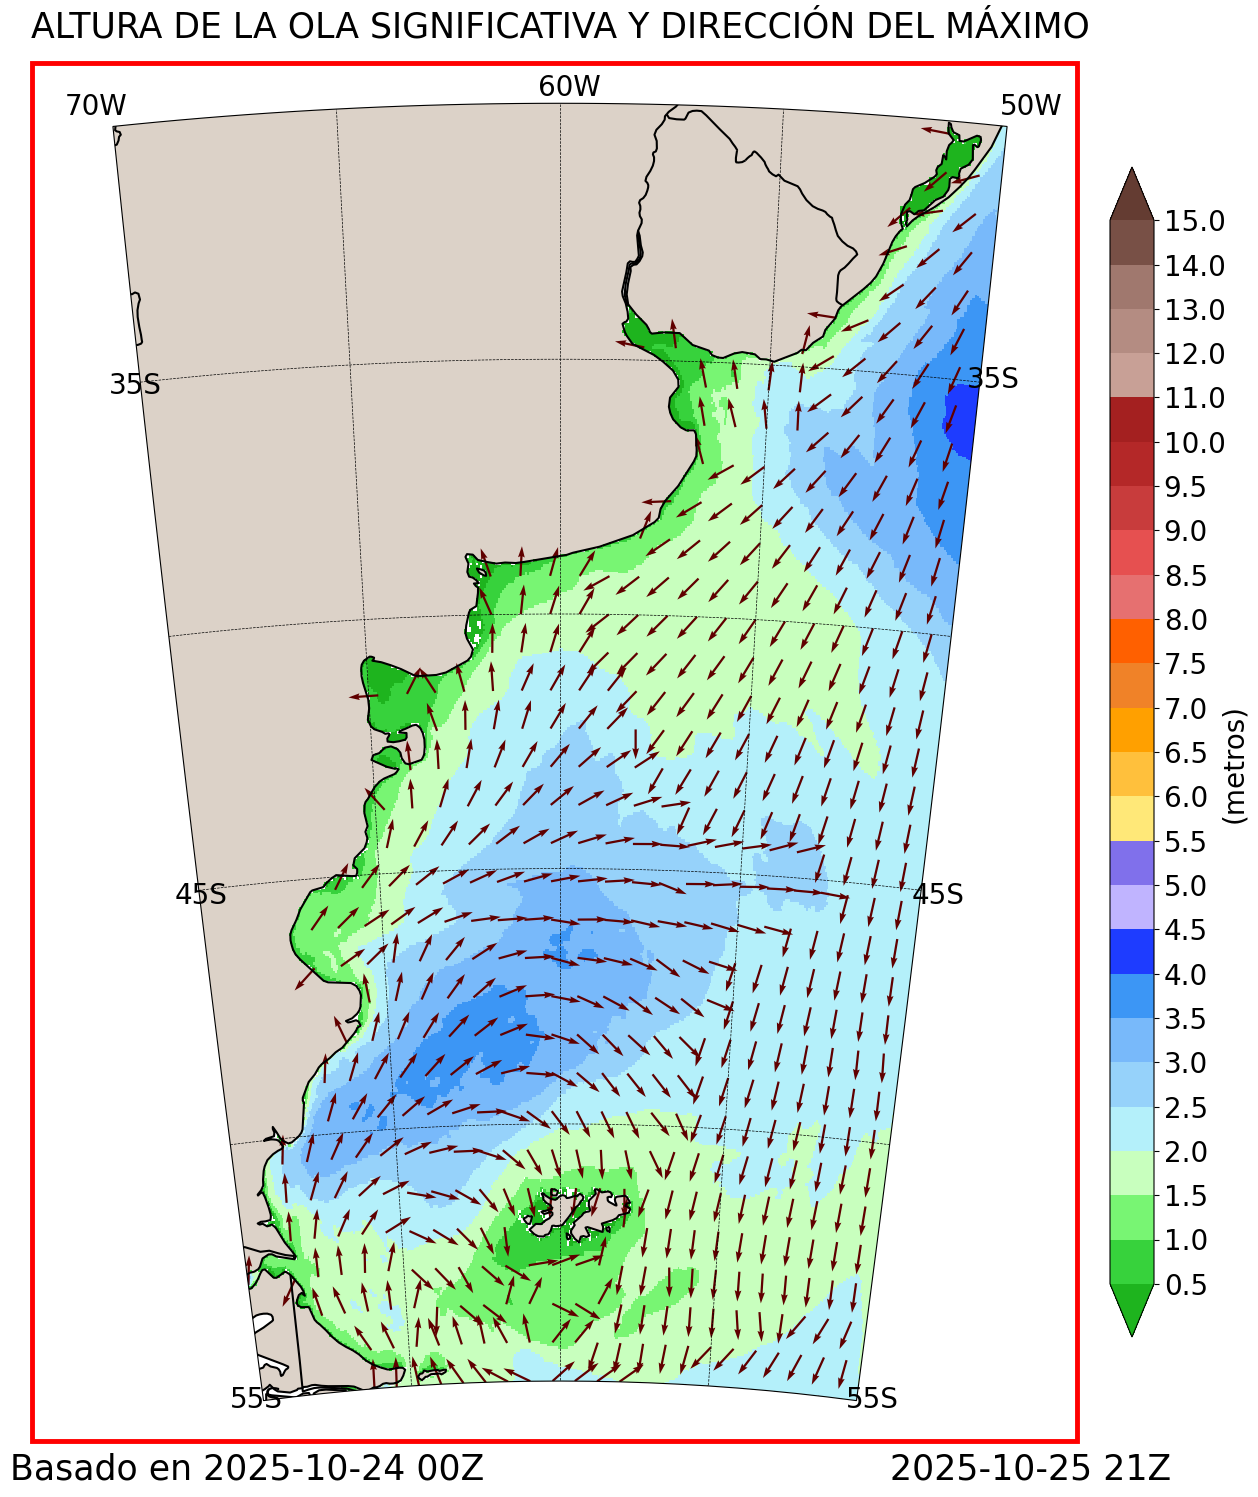 ALTURA DE LA OLA SIGNIFICATIVA Y DIRECCIÓN DEL MÁXIMO
70W
60W
50W
35S
35S
45S
45S
55S
55S
15.0
14.0
13.0
12.0
11.0
10.0
9.5
9.0
8.5
8.0
7.5
7.0
6.5
6.0
5.5
5.0
4.5
4.0
3.5
3.0
2.5
2.0
1.5
1.0
0.5
(metros)
Basado en 2025-10-24 00Z
2025-10-25 21Z